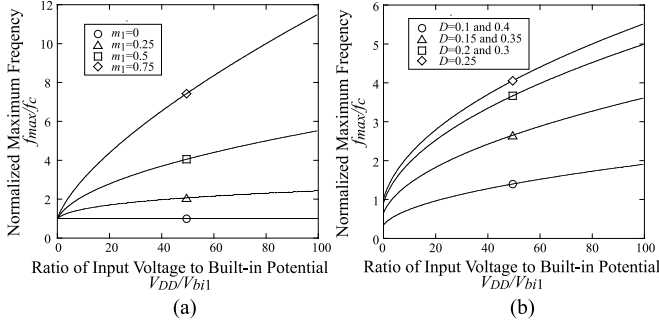 Normalized Maximum Freqency
fmax/fc
12
10
8
6
4
2
0
m1=0
m1=0.25
m1=0.5
m1=0.75
0 20 40 60 80 100
Ratio of Input Voltage to Built-in Potential
VDD/Vbi1
(a)
Normalized Maximum Freqency
fmax/fc
6
5
4
3
2
1
0
D=0.1 and 0.4
D=0.15 and 0.35
D=0.2 and 0.3
D=0.25
0 20 40 60 80 100
Ratio of Input Voltage to Built-in Potential
VDD/Vbi1
(b)